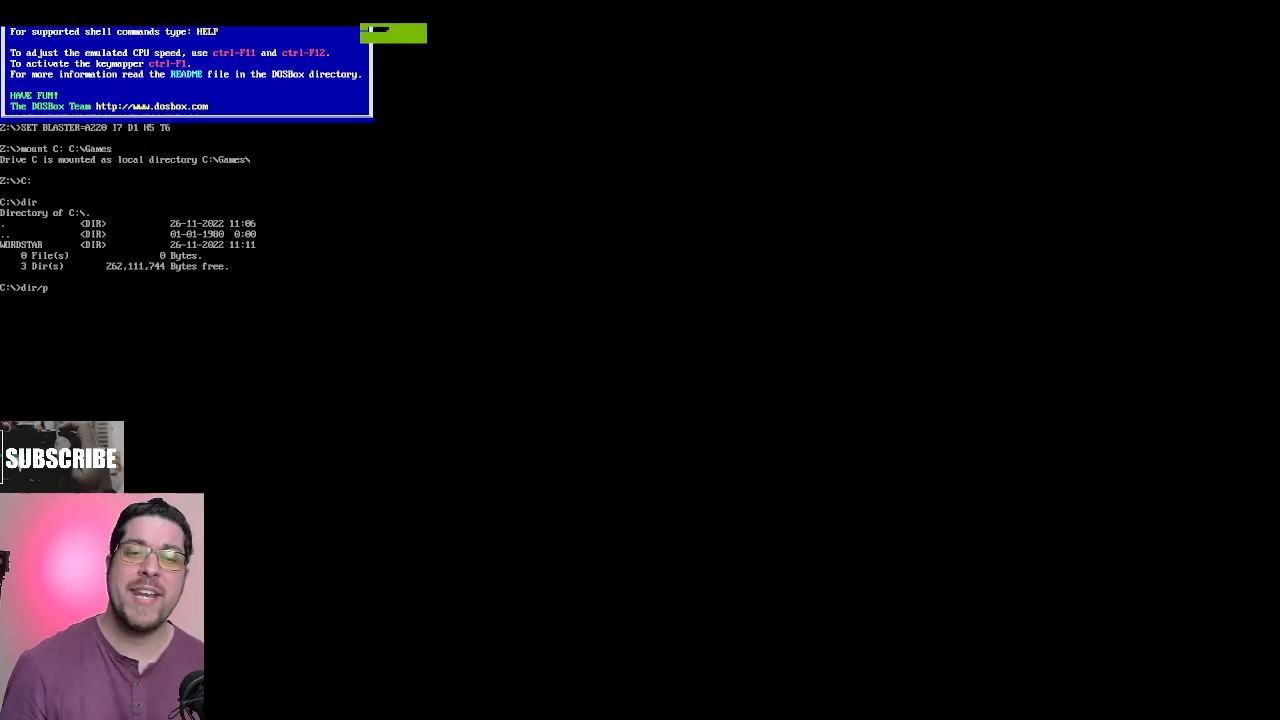 For supported shell commands type: HELP
To adjust the emulated CPU speed, use ctrl-F11 and ctrl-F12.
To activate the keymapper ctrl-F1.
For more information read the README file in the DOSBox directory.
HAVE FUN!
The DOSBox Team http://www.dosbox.com
Z:\>SET BLASTER=A220 I7 D1 H5 T6
Z:\>mount C: C:\Games
Drive C is mounted as local directory C:\Games\
Z:\>C:
C:\>dir
Directory of C:\.
. <DIR> 26-11-2022 11:06
.. <DIR> 01-01-1980 0:00
WORDSTAR <DIR> 26-11-2022 11:11
0 File(s) 0 Bytes.
3 Dir(s) 262,111,744 Bytes free.
C:\>dir/p
SUBSCRIBE